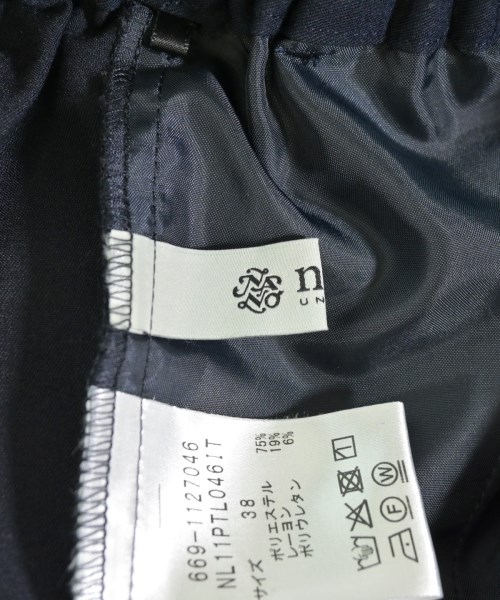 n
669-1127046
NL11PTL046IT
サイズ 38
ポリエステル 75%
レーヨン 19%
ポリウレタン 6%
F W